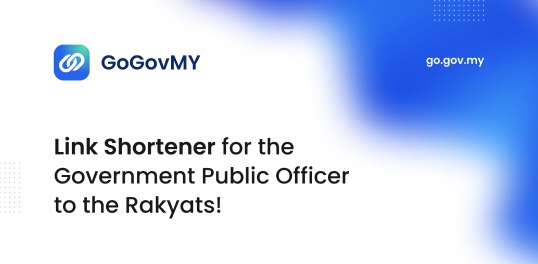 GoGovMY
go.gov.my
Link Shortener for the
Government Public Officer
to the Rakyats!